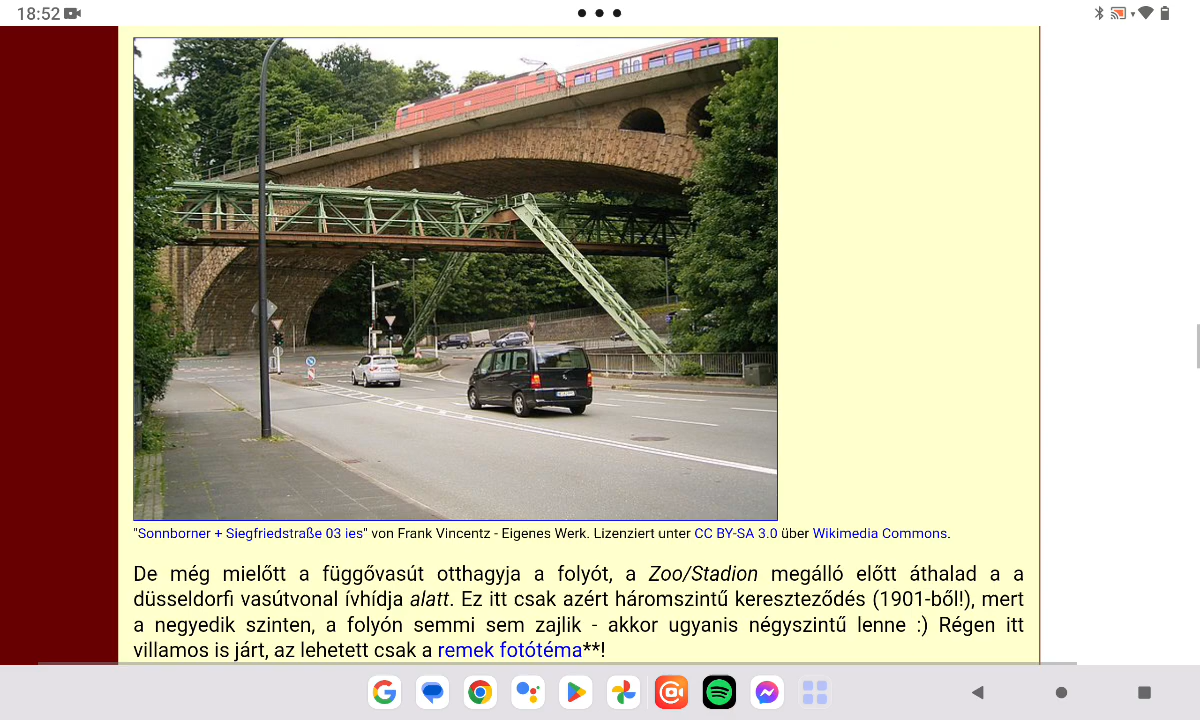 18:52
"Sonnborner + Siegfriedstraße 03 ies" von Frank Vincentz - Eigenes Werk. Lizenziert unter CC BY-SA 3.0 über Wikimedia Commons.
De még mielőtt a függővasút otthagyja a folyót, a Zoo/Stadion megálló előtt áthalad a a
düsseldorfi vasútvonal ívhídja alatt. Ez itt csak azért háromszintű kereszteződés (1901-ből!), mert
a negyedik szinten, a folyón semmi sem zajlik - akkor ugyanis négyszintű lenne :) Régen itt
villamos is járt, az lehetett csak a remek fotótéma**!